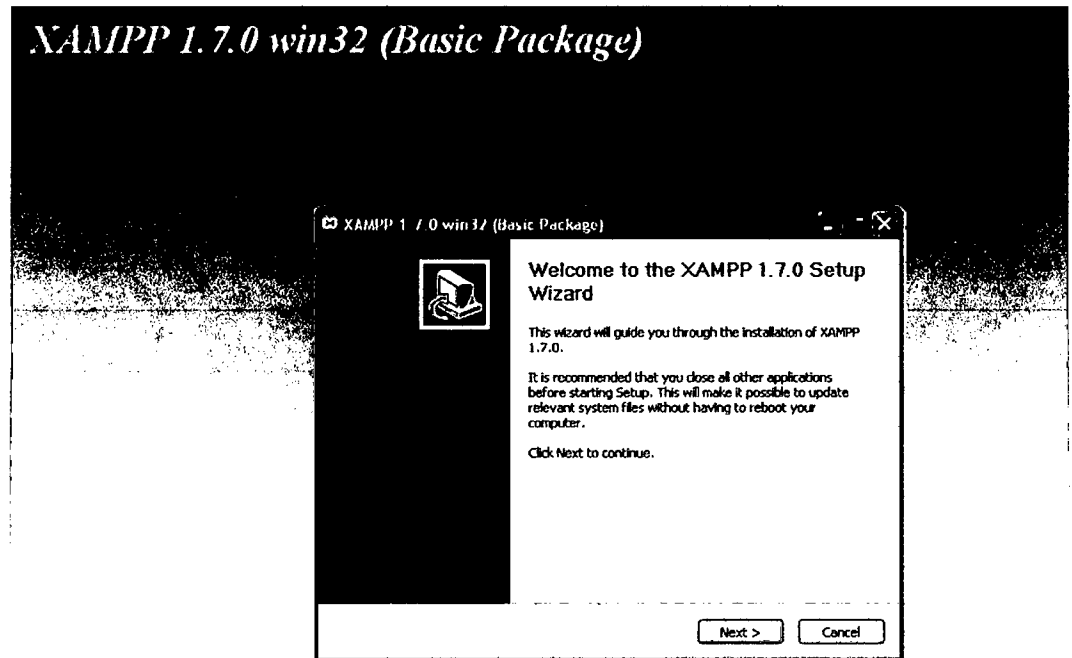 XAMPP 1.7.0 win32 (Basic Package)
XAMPP 1.7.0 win32 (Basic Package)
Welcome to the XAMPP 1.7.0 Setup
Wizard
This wizard will guide you through the installation of XAMPP
1.7.0.
It is recommended that you close all other applications
before starting Setup. This will make it possible to update
relevant system files without having to reboot your
computer.
Click Next to continue.
Next >
Cancel